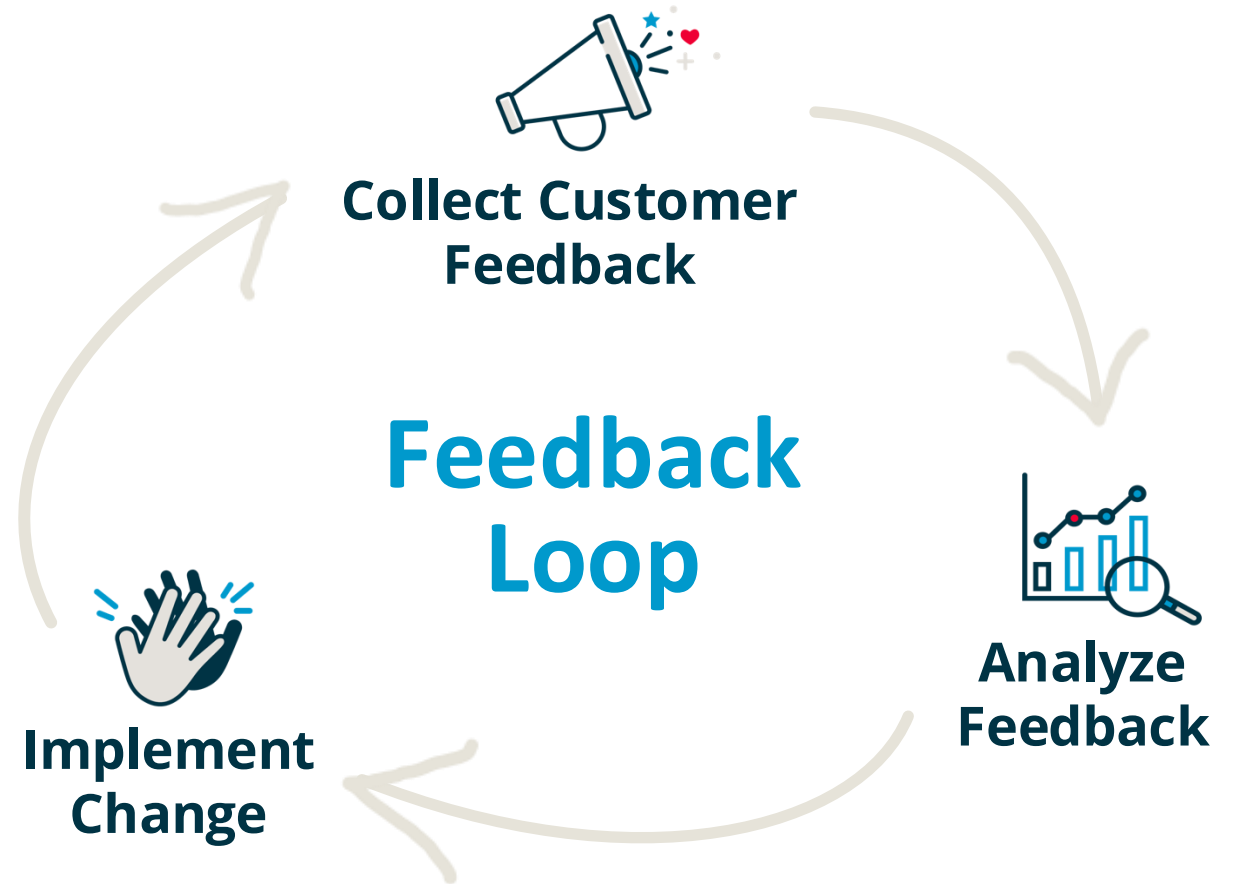 Collect Customer
Feedback
Feedback
Loop
Analyze
Feedback
Implement
Change